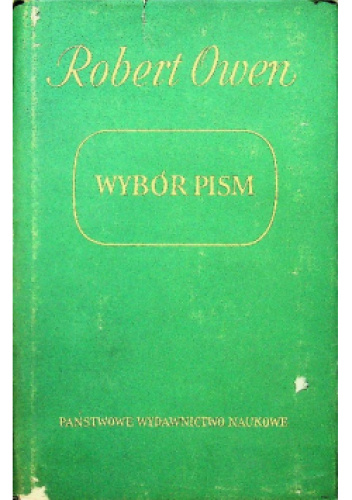 Robert Owen
WYBÓR PISM
PAŃSTWOWE WYDAWNICTWO NAUKOWE